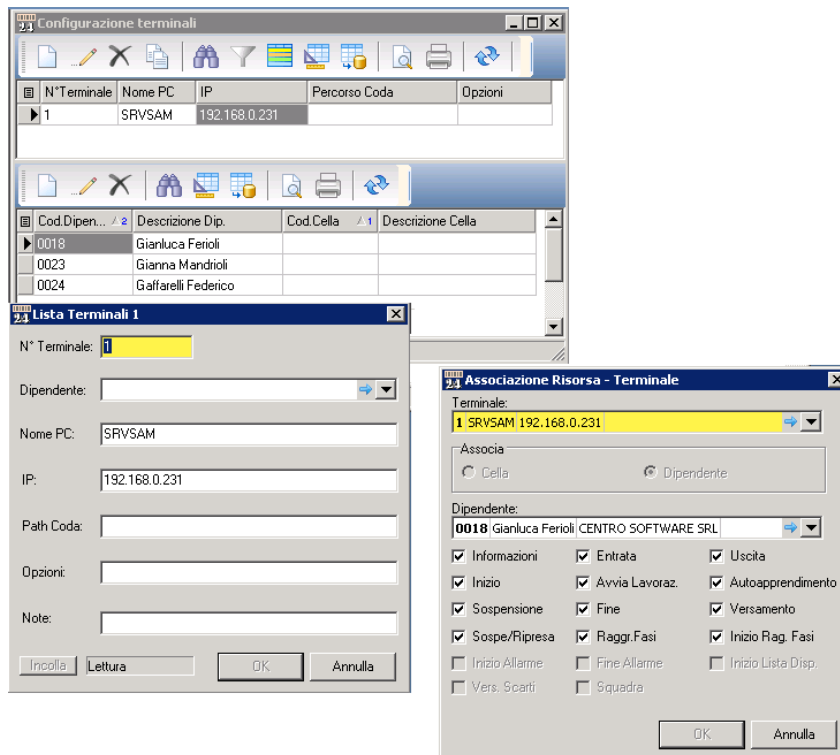 Configurazione terminali
N°Terminale Nome PC IP Percorso Coda Opzioni
1 SRVSAM 192.168.0.231
Cod.Dipen... 2 Descrizione Dip. Cod.Cella 1 Descrizione Cella
0018 Gianluca Ferioli
0023 Gianna Mandrioli
0024 Gaffarelli Federico
Lista Terminali 1
N° Terminale: 1
Dipendente:
Nome PC: SRVSAM
IP: 192.168.0.231
Path Coda:
Opzioni:
Note:
Incolla Lettura OK Annulla
Associazione Risorsa - Terminale
Terminale:
1 SRVSAM 192.168.0.231
Associa
Cella Dipendente
Dipendente:
0018 Gianluca Ferioli CENTRO SOFTWARE SRL
Informazioni Entrata Uscita
Inizio Avvia Lavoraz. Autoapprendimento
Sospensione Fine Versamento
Sospe/Ripresa Raggr.Fasi Inizio Rag. Fasi
Inizio Allarme Fine Allarme Inizio Lista Disp.
Vers. Scarti Squadra
OK Annulla